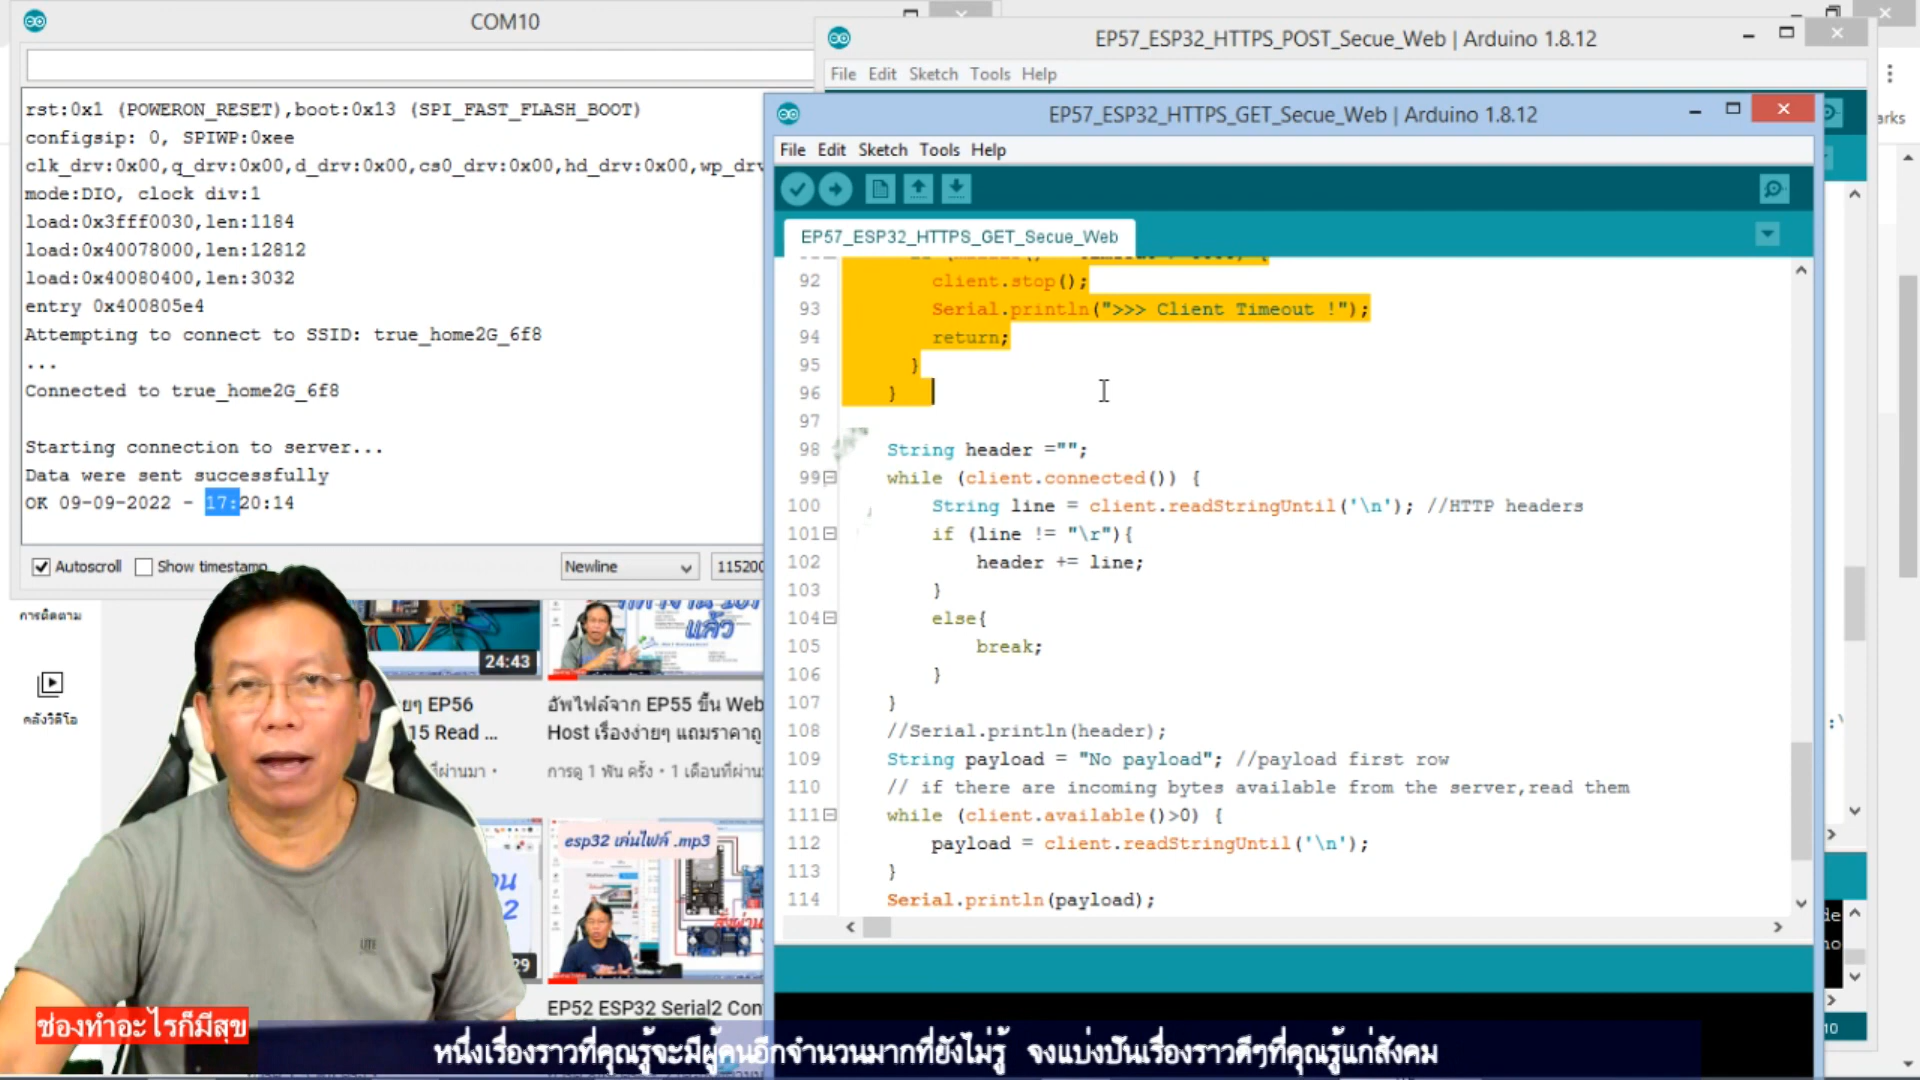 COM10
rst:0x1 (POWERON_RESET),boot:0x13 (SPI_FAST_FLASH_BOOT)
configsip: 0, SPIWP:0xee
clk_drv:0x00,q_drv:0x00,d_drv:0x00,cs0_drv:0x00,hd_drv:0x00,wp_drv
mode:DIO, clock div:1
load:0x3fff0030,len:1184
load:0x40078000,len:12812
load:0x40080400,len:3032
entry 0x400805e4
Attempting to connect to SSID: true_home2G_6f8
...
Connected to true_home2G_6f8
Starting connection to server...
Data were sent successfully
OK 09-09-2022 - 17:20:14
Autoscroll Show timestamp Newline 11520
EP57_ESP32_HTTPS_POST_Secue_Web | Arduino 1.8.12
File Edit Sketch Tools Help
EP57_ESP32_HTTPS_GET_Secue_Web | Arduino 1.8.12
File Edit Sketch Tools Help
EP57_ESP32_HTTPS_GET_Secue_Web
92 client.stop();
93 Serial.println(">>> Client Timeout !");
94 return;
95 }
96 }
97
98 String header ="";
99 while (client.connected()) {
100 String line = client.readStringUntil('\n'); //HTTP headers
101 if (line != "\r"){
102 header += line;
103 }
104 else{
105 break;
106 }
107 }
108 //Serial.println(header);
109 String payload = "No payload"; //payload first row
110 // if there are incoming bytes available from the server,read them
111 while (client.available()>0) {
112 payload = client.readStringUntil('\n');
113 }
114 Serial.println(payload);
arks
การติดตาม
คลังวิดีโอ
24:43
แล้ว
ยๆ EP56
15 Read ...
ที่ผ่านมา •
อัพไฟล์จาก EP55 ขึ้น Web
Host เรื่องง่ายๆ แถมราคาถู
การดู 1 พัน ครั้ง • 1 เดือนที่ผ่าน
esp32 เล่นไฟล์ .mp3
29
EP52 ESP32 Serial2 Con
LITE
10
ช่องทำอะไรก็มีสุข
หนึ่งเรื่องราวที่คุณรู้จะมีผู้คนอีกจำนวนมากที่ยังไม่รู้ จงแบ่งปันเรื่องราวดีๆที่คุณรู้แก่สังคม